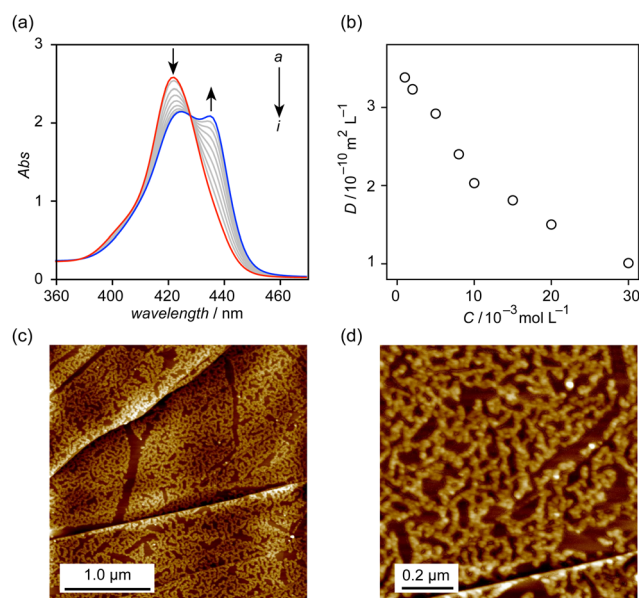 (a)
3
2
1
0
Abs
a
i
360 400 420 440 460
wavelength / nm
(b)
3
2
1
D / 10⁻¹⁰ m² L⁻¹
0 10 20 30
C / 10⁻³ mol L⁻¹
(c)
1.0 µm
(d)
0.2 µm